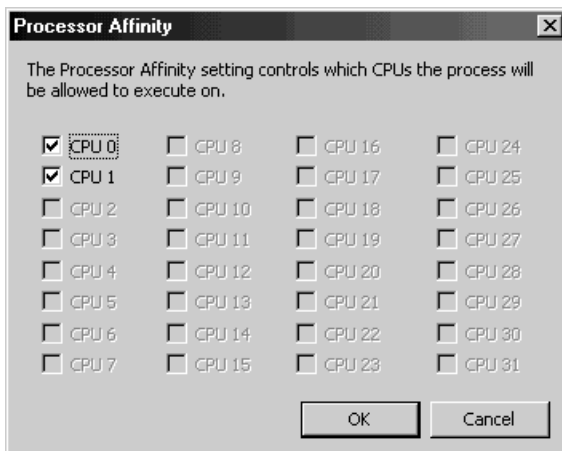 Processor Affinity
The Processor Affinity setting controls which CPUs the process will
be allowed to execute on.
CPU 0 CPU 8 CPU 16 CPU 24
CPU 1 CPU 9 CPU 17 CPU 25
CPU 2 CPU 10 CPU 18 CPU 26
CPU 3 CPU 11 CPU 19 CPU 27
CPU 4 CPU 12 CPU 20 CPU 28
CPU 5 CPU 13 CPU 21 CPU 29
CPU 6 CPU 14 CPU 22 CPU 30
CPU 7 CPU 15 CPU 23 CPU 31
OK Cancel